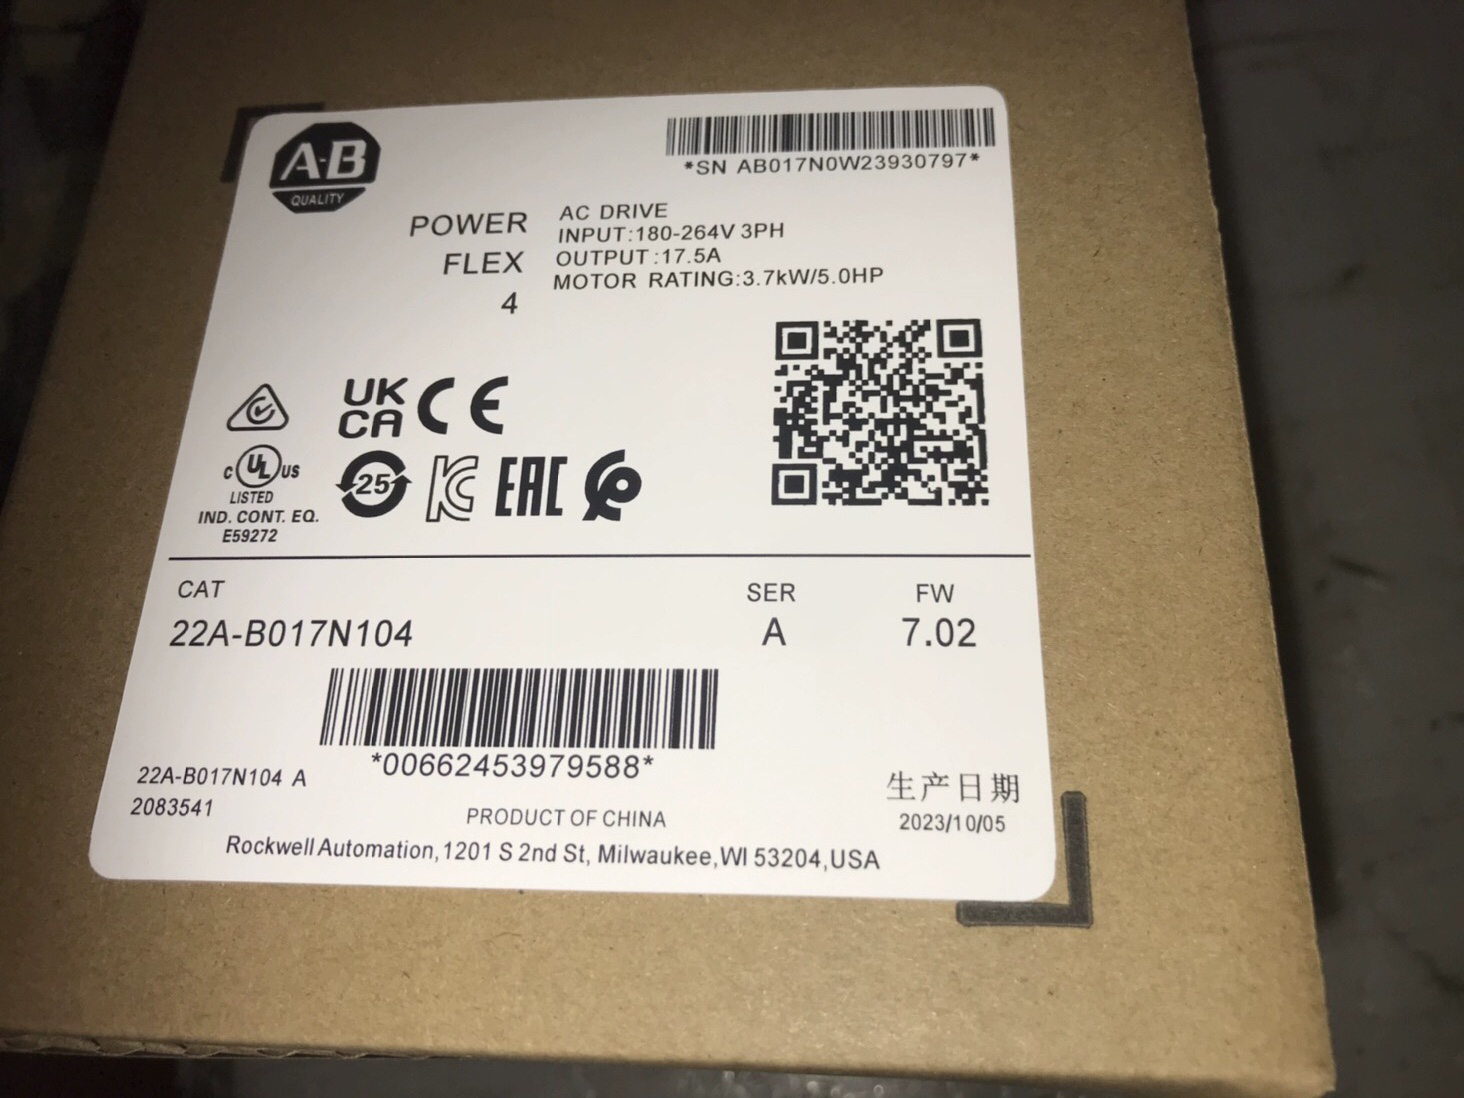 A-B
QUALITY
*SN AB017N0W23930797*
POWER
FLEX
4
AC DRIVE
INPUT:180-264V 3PH
OUTPUT:17.5A
MOTOR RATING:3.7kW/5.0HP
UK
CA
CE
C UL US
LISTED
IND. CONT. EQ.
E59272
25
EAC
CAT
22A-B017N104
SER
A
FW
7.02
*00662453979588*
22A-B017N104 A
2083541
PRODUCT OF CHINA
生产日期
2023/10/05
Rockwell Automation, 1201 S 2nd St, Milwaukee, WI 53204, USA